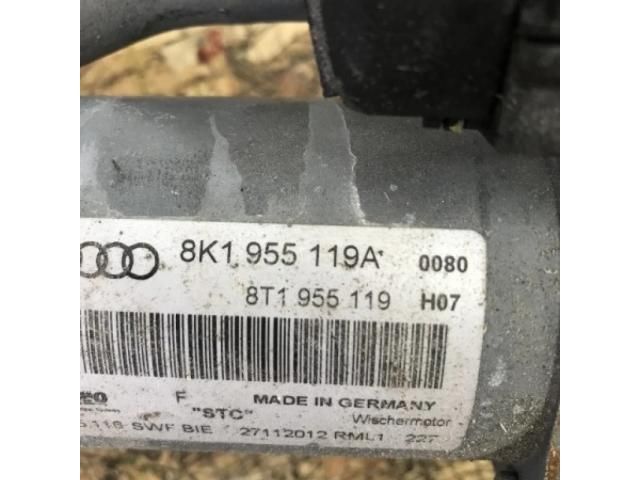 8K1 955 119A 0080
8T1 955 119 H07
F MADE IN GERMANY
"STC" Wischermotor
SWF BIE 27112012 RML1 227